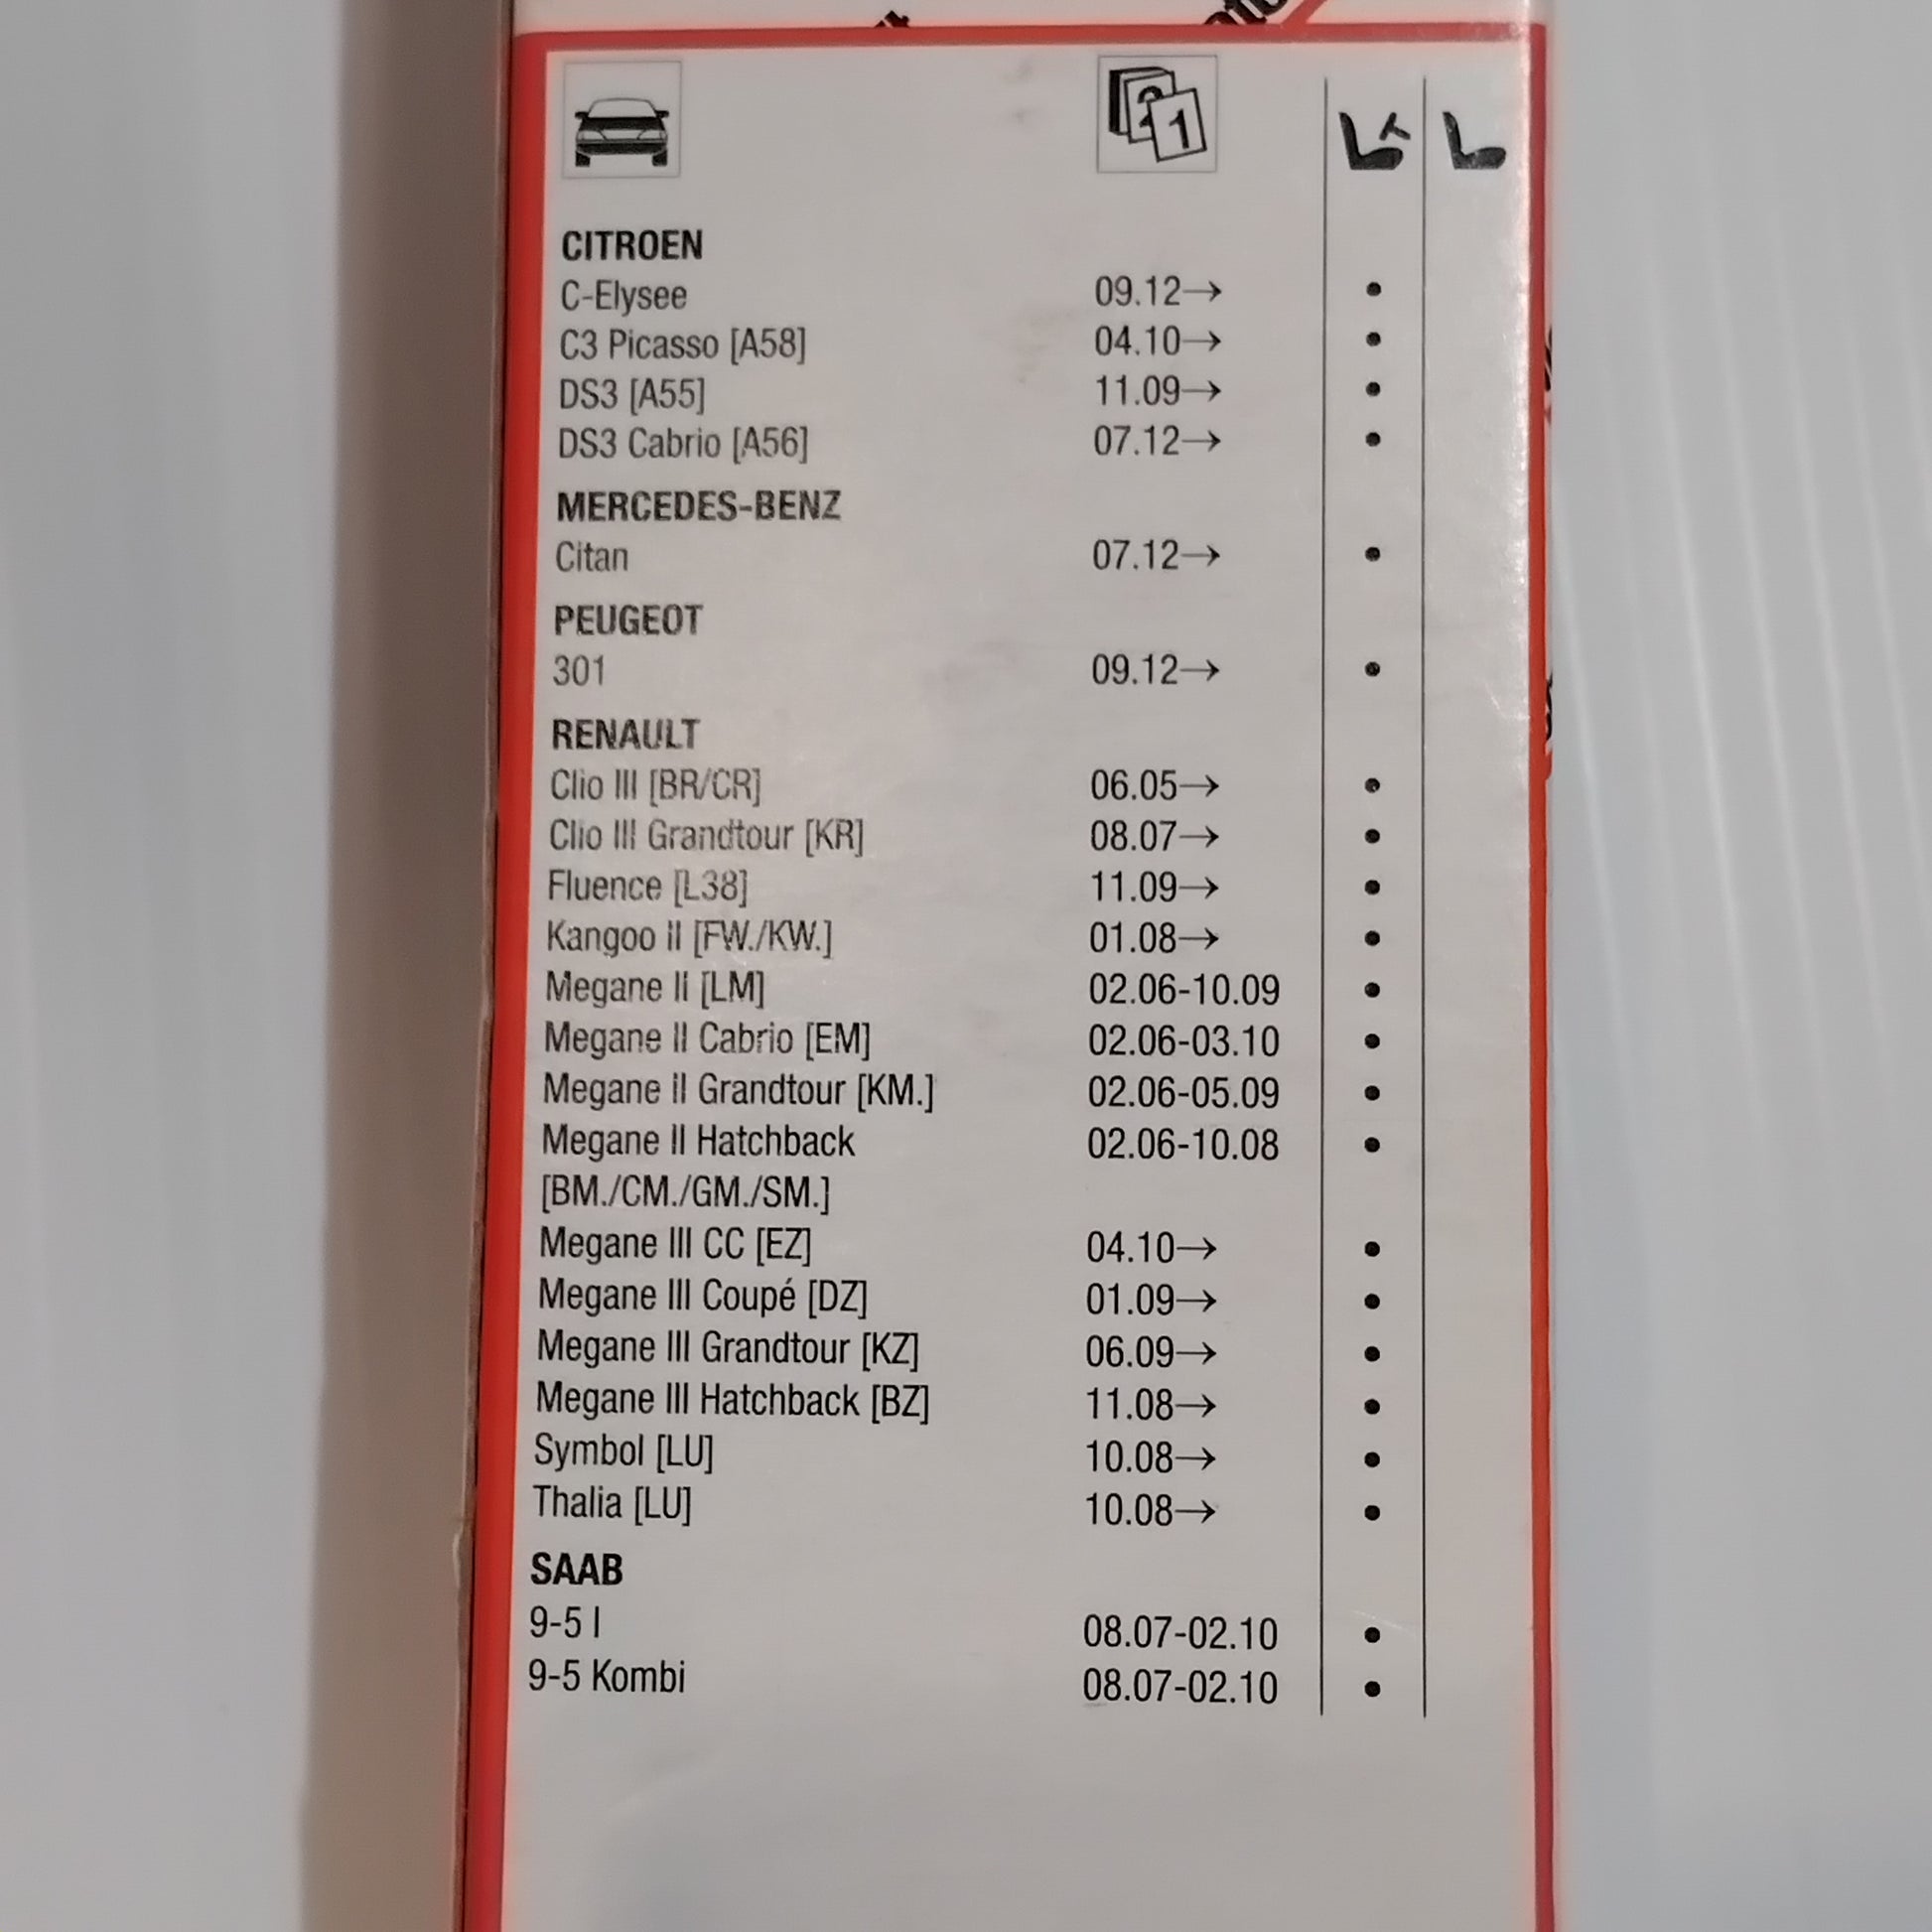 2 1
CITROEN
C-Elysee 09.12→ •
C3 Picasso [A58] 04.10→ •
DS3 [A55] 11.09→ •
DS3 Cabrio [A56] 07.12→ •
MERCEDES-BENZ
Citan 07.12→ •
PEUGEOT
301 09.12→ •
RENAULT
Clio III [BR/CR] 06.05→ •
Clio III Grandtour [KR] 08.07→ •
Fluence [L38] 11.09→ •
Kangoo II [FW./KW.] 01.08→ •
Megane II [LM] 02.06-10.09 •
Megane II Cabrio [EM] 02.06-03.10 •
Megane II Grandtour [KM.] 02.06-05.09 •
Megane II Hatchback 02.06-10.08 •
[BM./CM./GM./SM.]
Megane III CC [EZ] 04.10→ •
Megane III Coupé [DZ] 01.09→ •
Megane III Grandtour [KZ] 06.09→ •
Megane III Hatchback [BZ] 11.08→ •
Symbol [LU] 10.08→ •
Thalia [LU] 10.08→ •
SAAB
9-5 I 08.07-02.10 •
9-5 Kombi 08.07-02.10 •